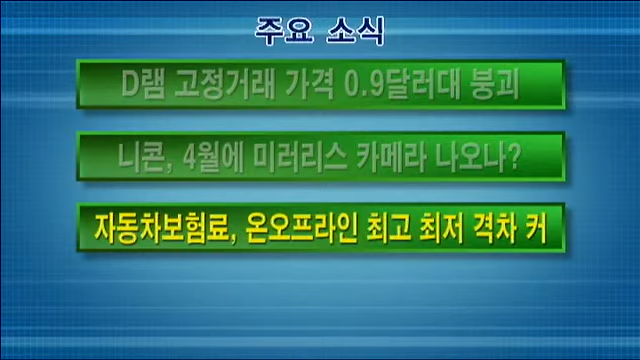 주요 소식
D램 고정거래 가격 0.9달러대 붕괴
니콘, 4월에 미러리스 카메라 나오나?
자동차보험료, 온오프라인 최고 최저 격차 커